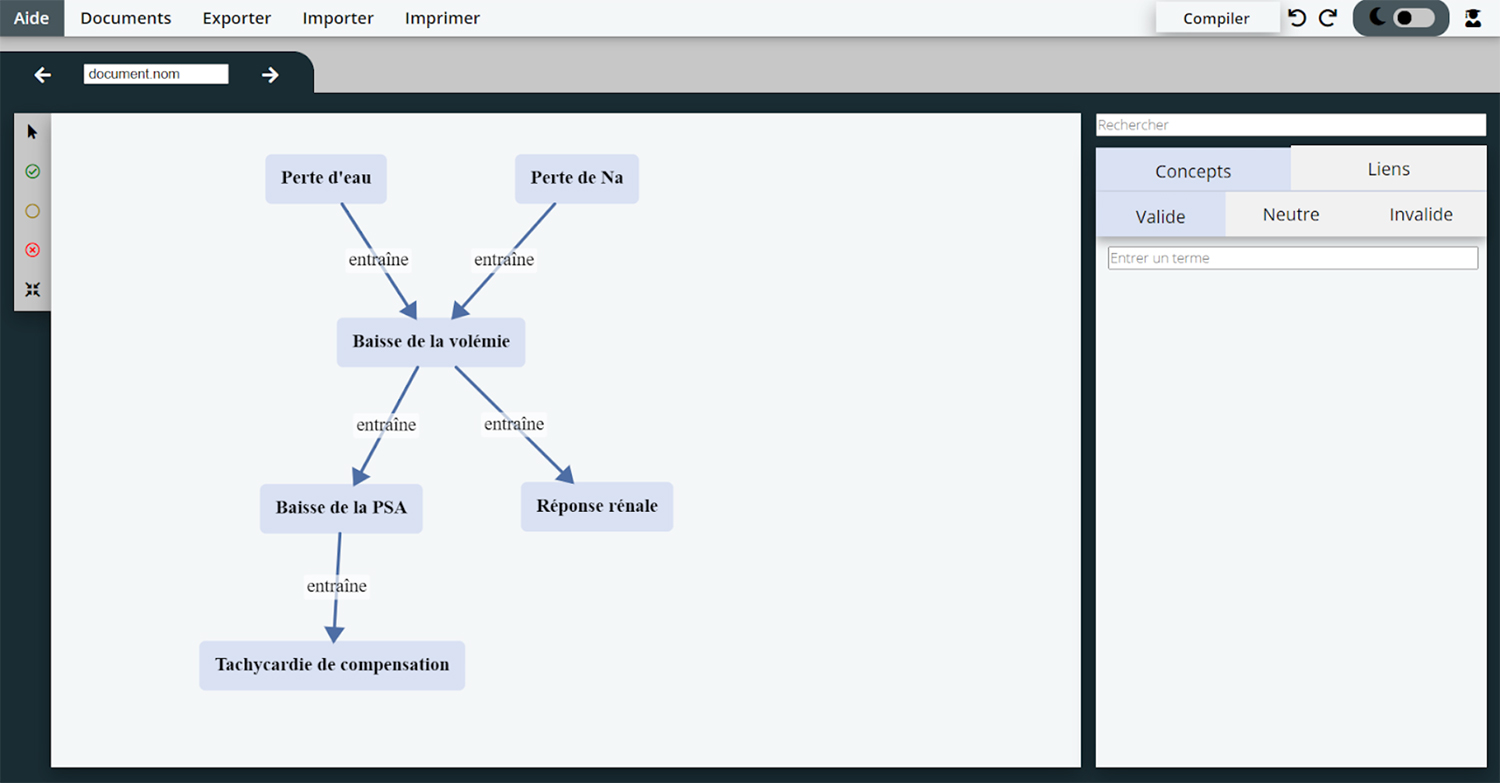 Aide Documents Exporter Importer Imprimer Compiler
document.nom
Rechercher
Concepts Liens
Valide Neutre Invalide
Entrer un terme
Perte d'eau Perte de Na
entraîne entraîne
Baisse de la volémie
entraîne entraîne
Baisse de la PSA Réponse rénale
entraîne
Tachycardie de compensation